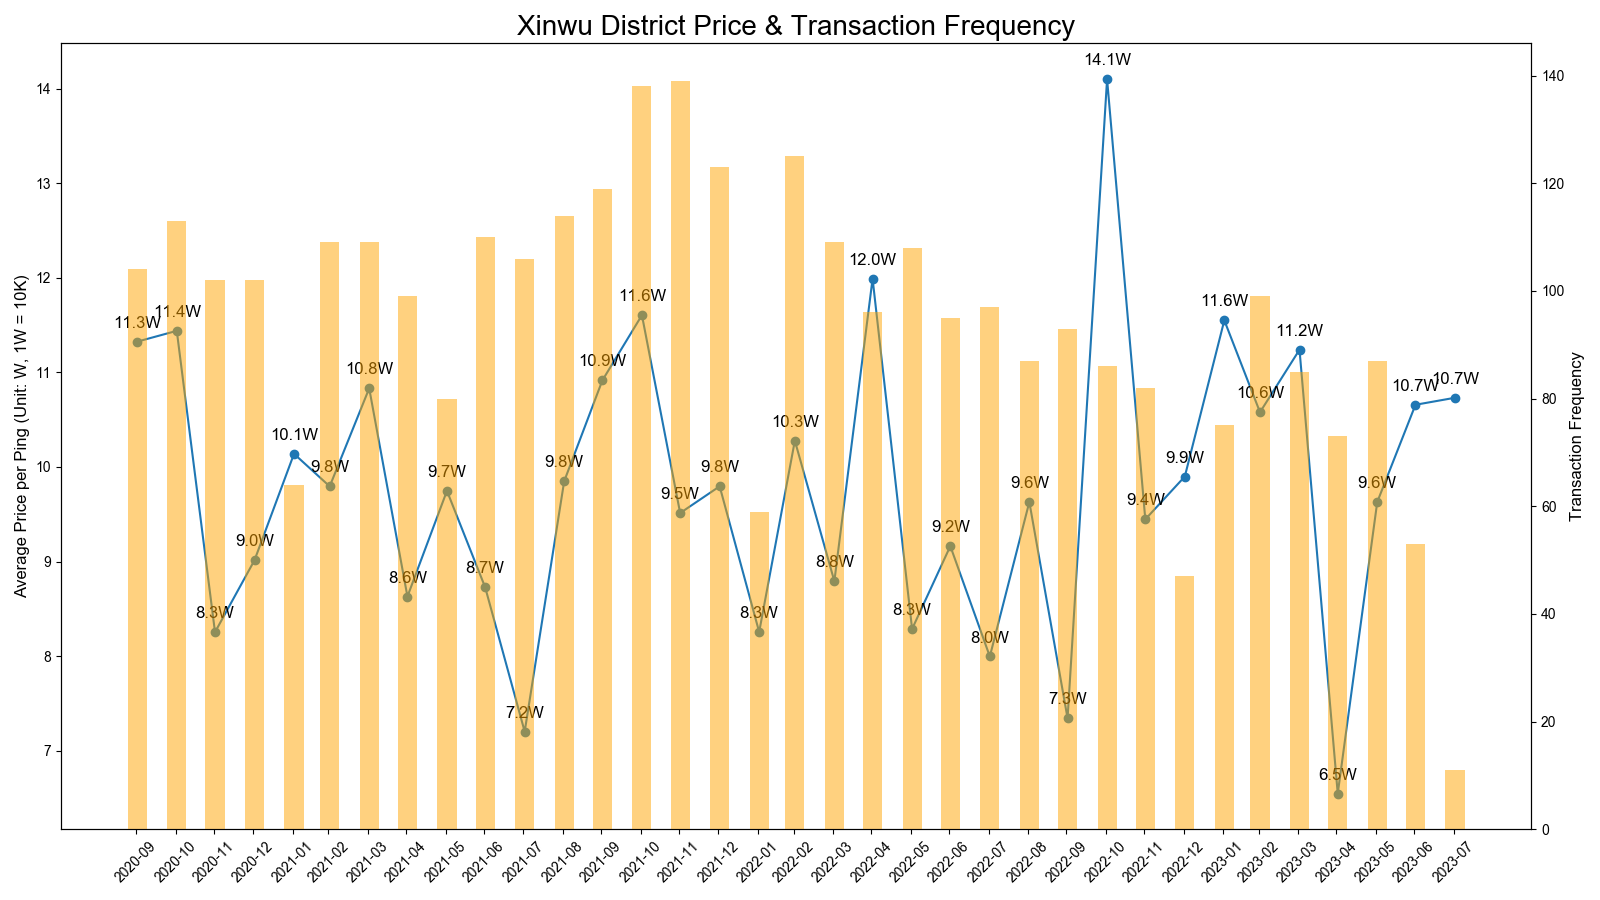 Xinwu District Price & Transaction Frequency
Average Price per Ping (Unit: W, 1W = 10K)
14
13
12
11
10
9
8
7
11.3W
11.4W
8.3W
9.0W
10.1W
9.8W
10.8W
8.6W
9.7W
8.7W
7.2W
9.8W
10.9W
11.6W
9.5W
9.8W
8.3W
10.3W
8.8W
12.0W
8.3W
9.2W
8.0W
9.6W
7.3W
14.1W
9.4W
9.9W
11.6W
10.6W
11.2W
6.5W
9.6W
10.7W
10.7W
140
120
100
80
60
40
20
0
Transaction Frequency
2020-09
2020-10
2020-11
2020-12
2021-01
2021-02
2021-03
2021-04
2021-05
2021-06
2021-07
2021-08
2021-09
2021-10
2021-11
2021-12
2022-01
2022-02
2022-03
2022-04
2022-05
2022-06
2022-07
2022-08
2022-09
2022-10
2022-11
2022-12
2023-01
2023-02
2023-03
2023-04
2023-05
2023-06
2023-07